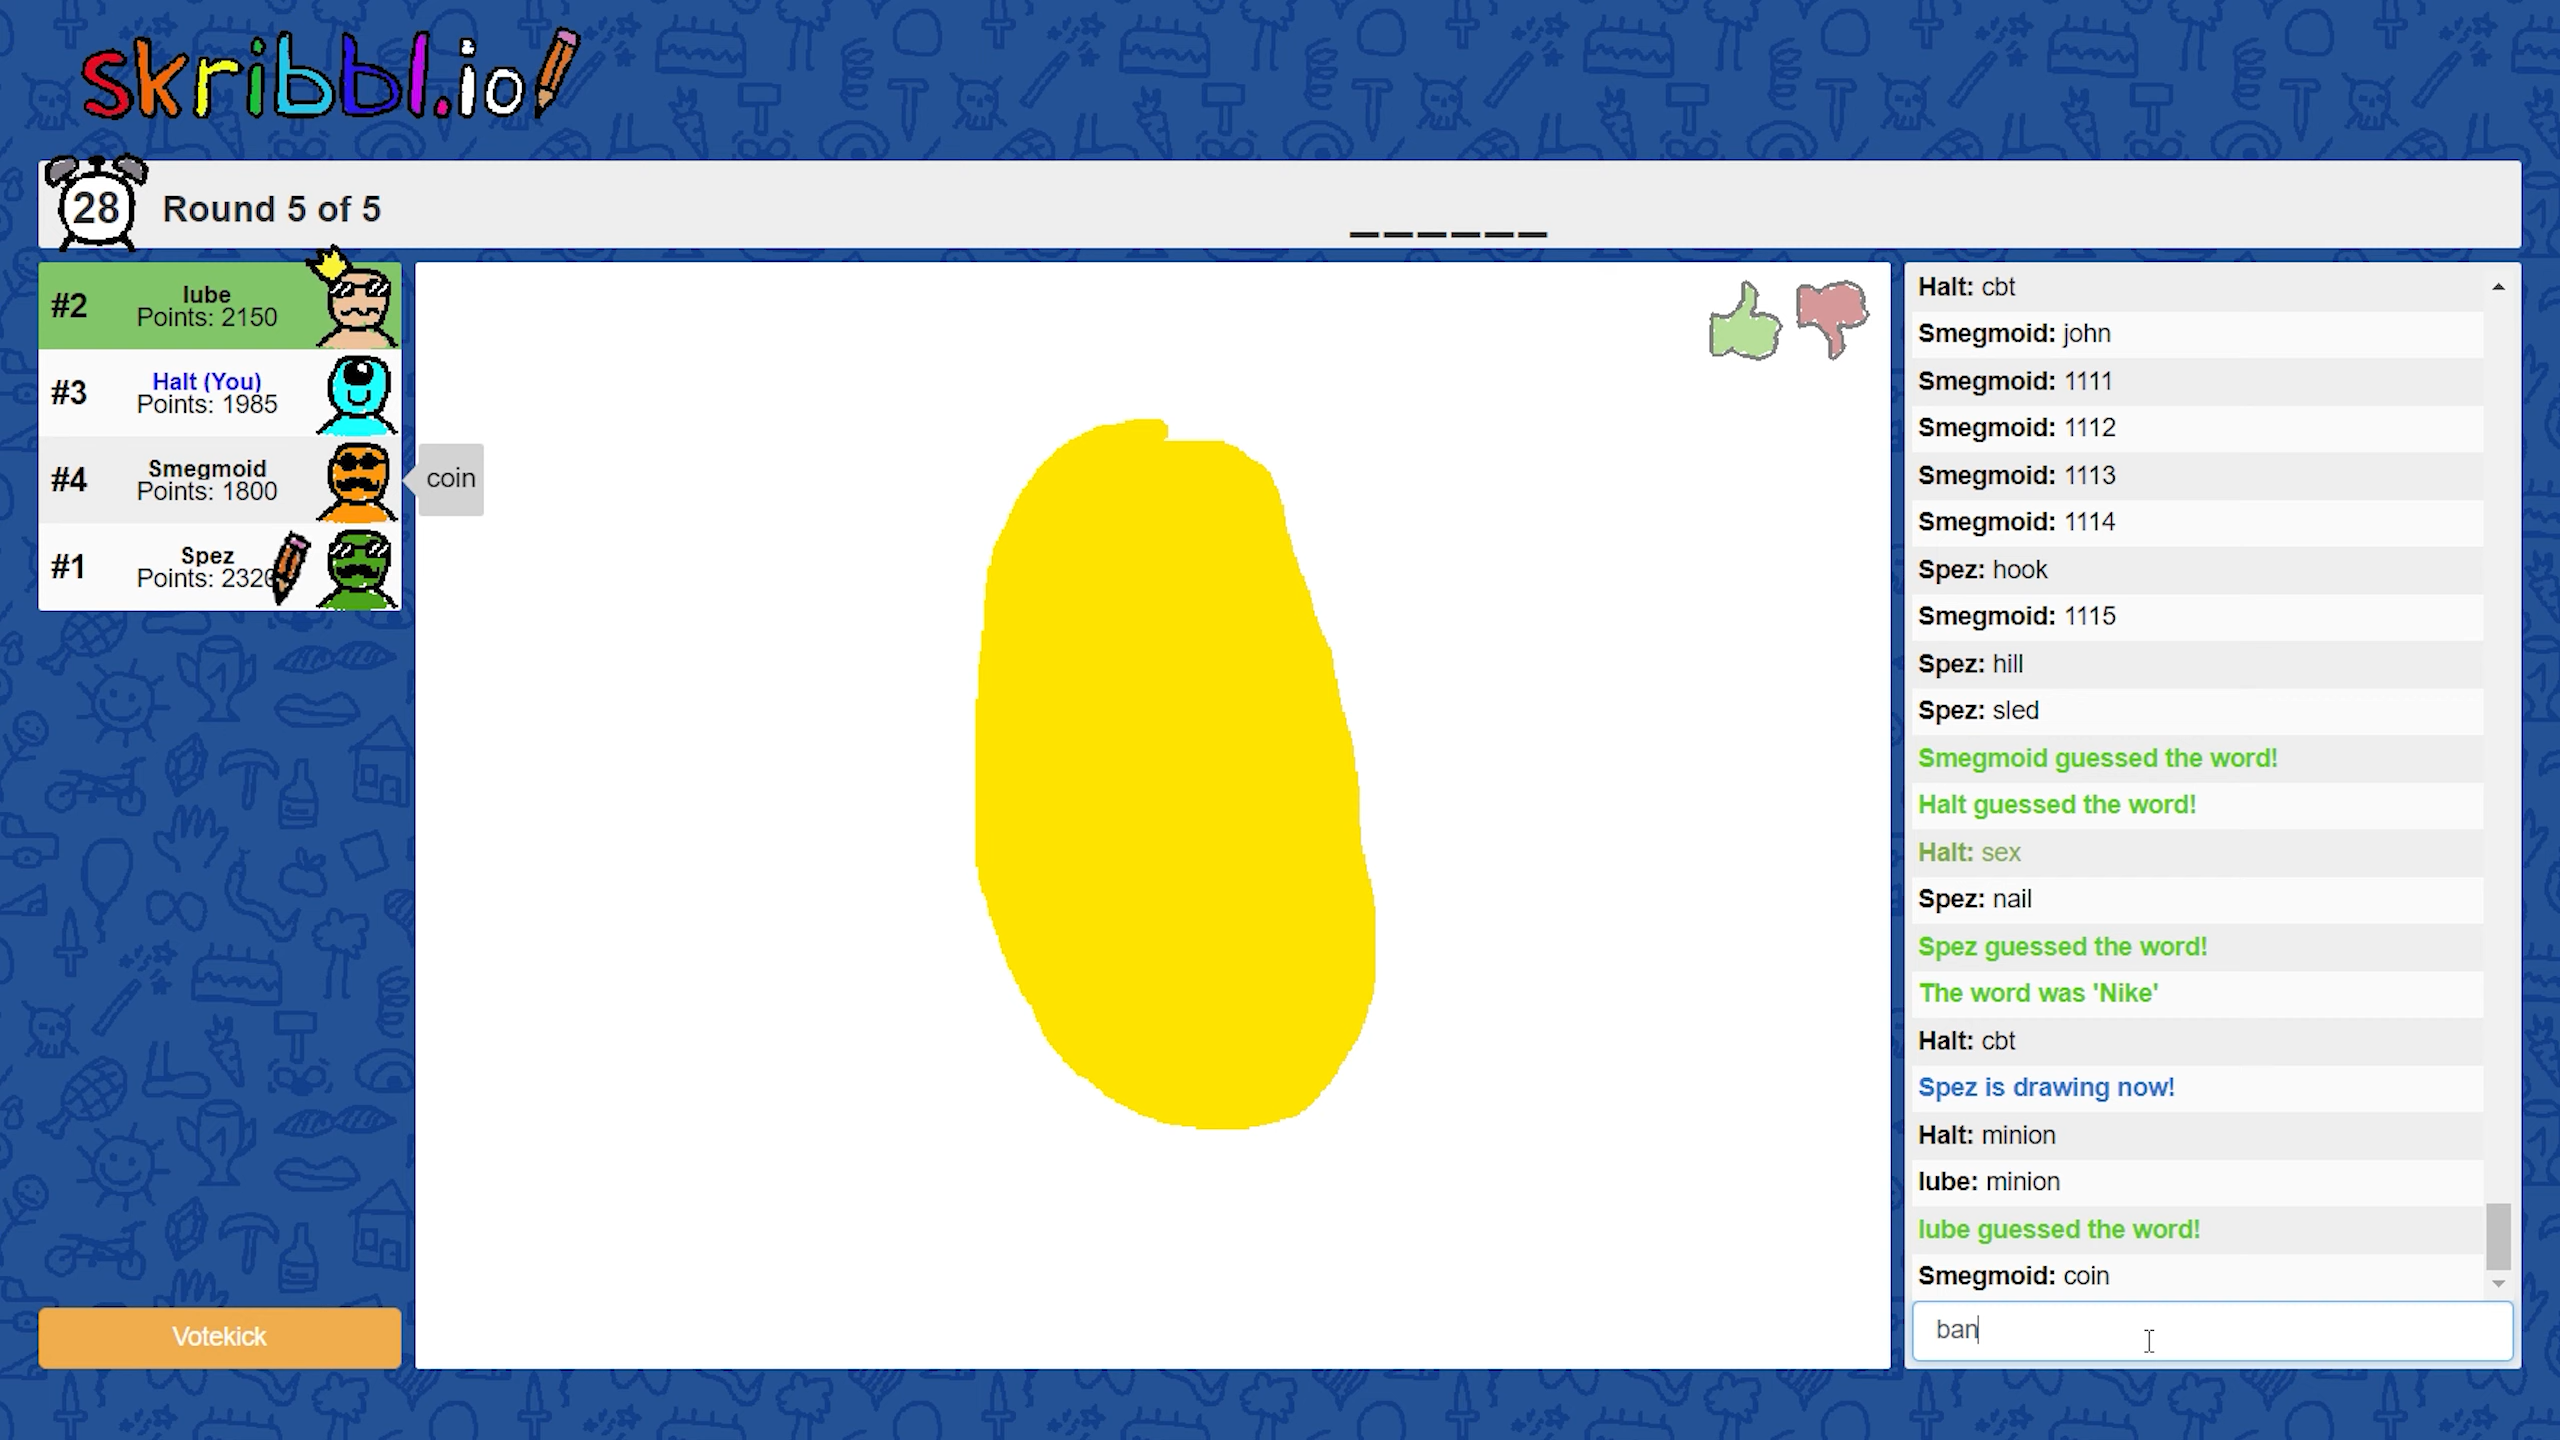 skribbl.io
28 Round 5 of 5
______
#2 lube
Points: 2150
#3 Halt (You)
Points: 1985
#4 Smegmoid
Points: 1800
coin
#1 Spez
Points: 2320
Votekick
Halt: cbt
Smegmoid: john
Smegmoid: 1111
Smegmoid: 1112
Smegmoid: 1113
Smegmoid: 1114
Spez: hook
Smegmoid: 1115
Spez: hill
Spez: sled
Smegmoid guessed the word!
Halt guessed the word!
Halt: sex
Spez: nail
Spez guessed the word!
The word was 'Nike'
Halt: cbt
Spez is drawing now!
Halt: minion
lube: minion
lube guessed the word!
Smegmoid: coin
ban